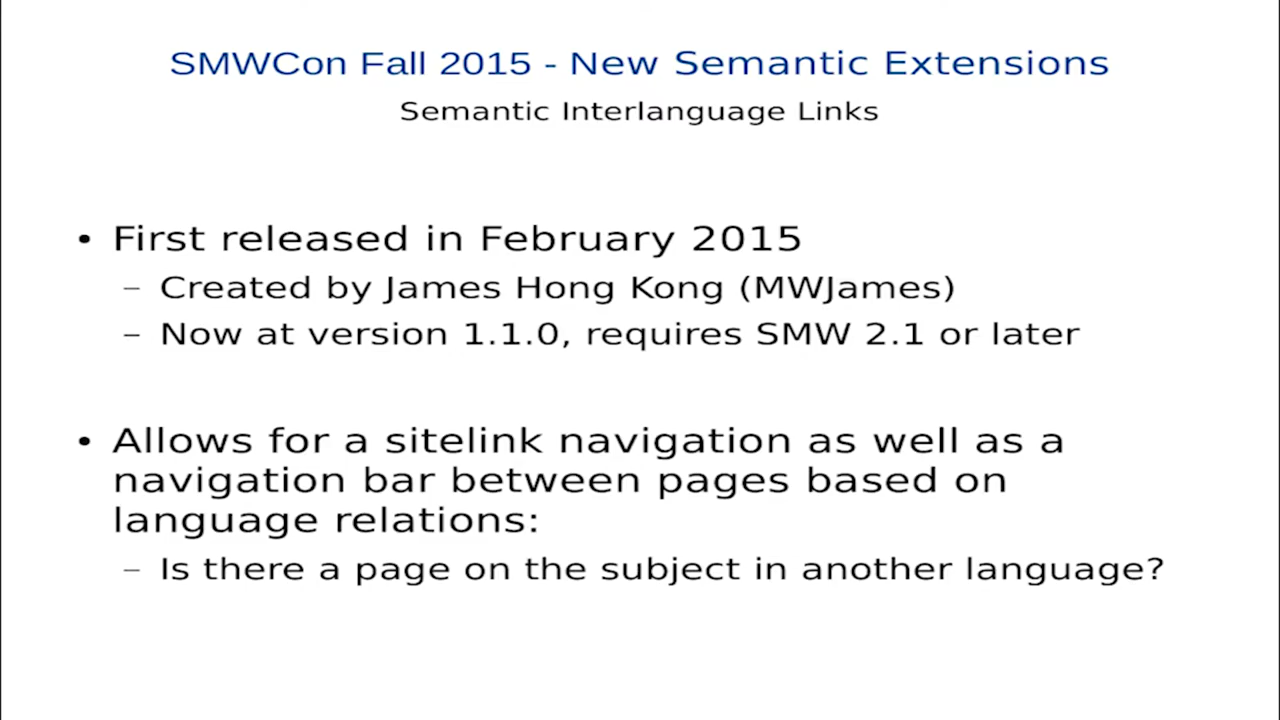 SMWCon Fall 2015 - New Semantic Extensions
Semantic Interlanguage Links
• First released in February 2015
– Created by James Hong Kong (MWJames)
– Now at version 1.1.0, requires SMW 2.1 or later
• Allows for a sitelink navigation as well as a
navigation bar between pages based on
language relations:
– Is there a page on the subject in another language?